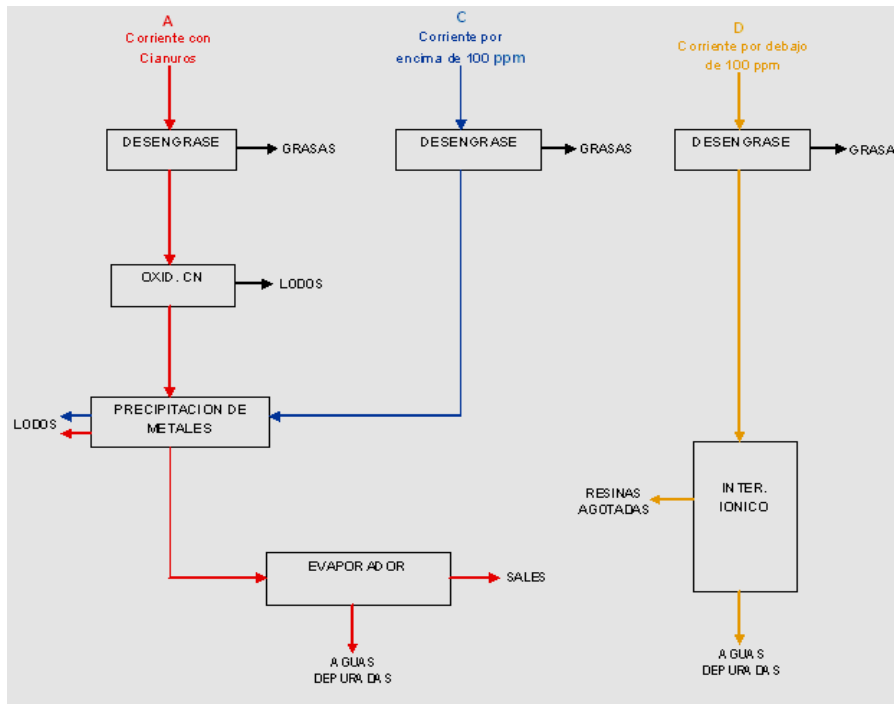 A
Corriente con
Cianuros
C
Corriente por
encima de 100 ppm
D
Corriente por debajo
de 100 ppm
DESENGRASE
GRASAS
DESENGRASE
GRASAS
DESENGRASE
GRASA
OXID. CN
LODOS
PRECIPITACION DE
METALES
LODOS
INTER.
IONICO
RESINAS
AGOTADAS
EVAPORADOR
SALES
AGUAS
DEPURADAS
AGUAS
DEPURADAS